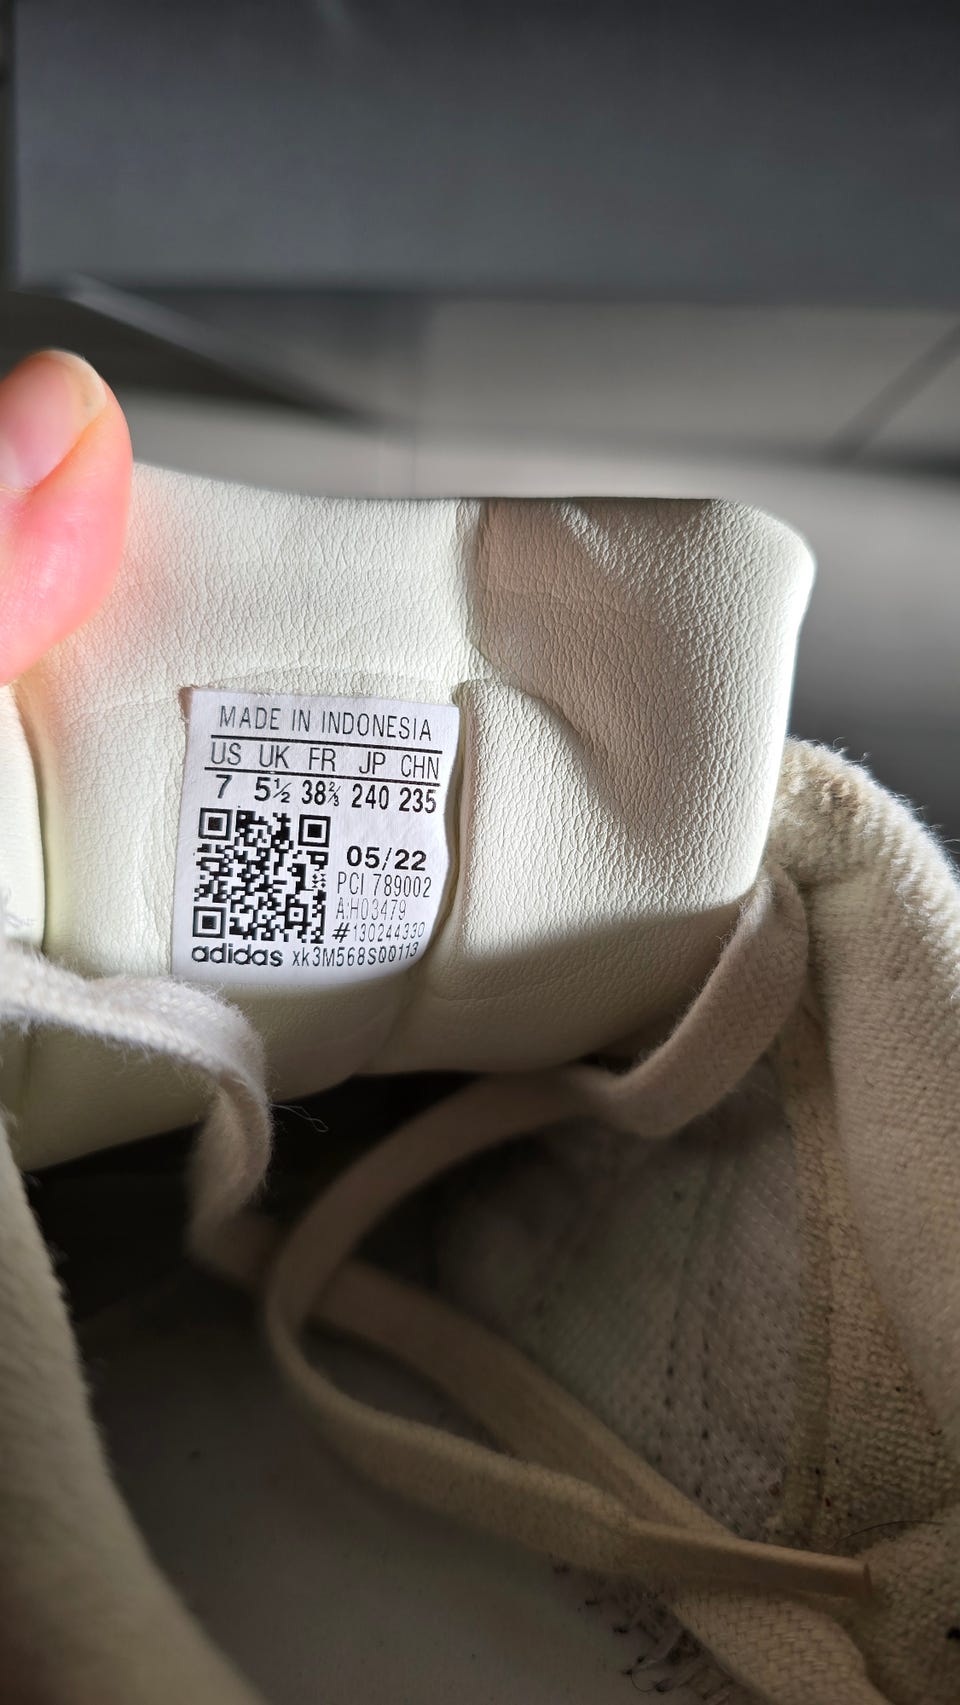 MADE IN INDONESIA
US UK FR JP CHN
7 5½ 38⅔ 240 235
05/22
PCI 789002
A:H03479
#130244330
adidas xk3M568S00113